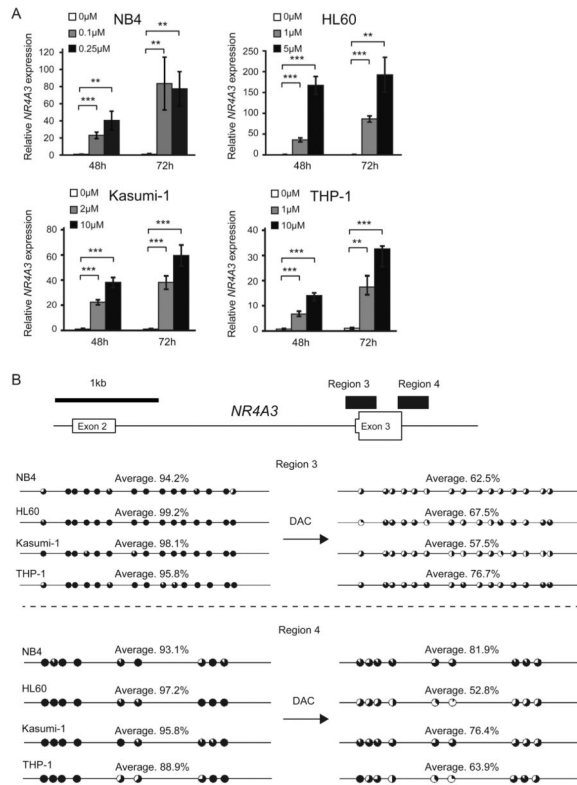 A
NB4
0μM
0.1μM
0.25μM
Relative NR4A3 expression
120
100
80
60
40
20
0
***
**
**
**
48h
72h
HL60
0μM
1μM
5μM
Relative NR4A3 expression
250
200
150
100
50
0
***
***
***
**
48h
72h
Kasumi-1
0μM
2μM
10μM
Relative NR4A3 expression
80
60
40
20
0
***
***
***
***
48h
72h
THP-1
0μM
1μM
10μM
Relative NR4A3 expression
40
30
20
10
0
***
***
***
**
48h
72h
B
1kb
NR4A3
Region 3
Region 4
Exon 2
Exon 3
Region 3
NB4
Average. 94.2%
Average. 62.5%
HL60
Average. 99.2%
DAC
Average. 67.5%
Kasumi-1
Average. 98.1%
Average. 57.5%
THP-1
Average. 95.8%
Average. 76.7%
Region 4
NB4
Average. 93.1%
Average. 81.9%
HL60
Average. 97.2%
DAC
Average. 52.8%
Kasumi-1
Average. 95.8%
Average. 76.4%
THP-1
Average. 88.9%
Average. 63.9%